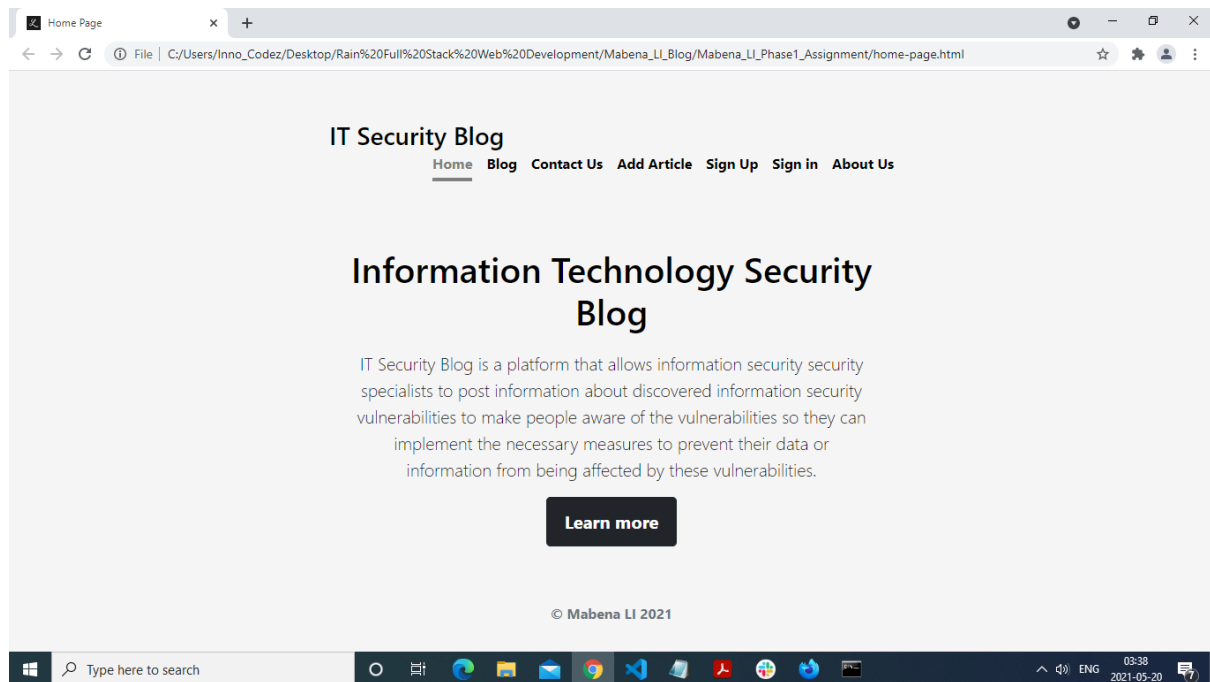 Home Page
File C:/Users/Inno_Codez/Desktop/Rain%20Full%20Stack%20Web%20Development/Mabena_LI_Blog/Mabena_LI_Phase1_Assignment/home-page.html
IT Security Blog
Home Blog Contact Us Add Article Sign Up Sign in About Us
Information Technology Security
Blog
IT Security Blog is a platform that allows information security security
specialists to post information about discovered information security
vulnerabilities to make people aware of the vulnerabilities so they can
implement the necessary measures to prevent their data or
information from being affected by these vulnerabilities.
Learn more
© Mabena LI 2021
Type here to search
ENG
03:38
2021-05-20
7